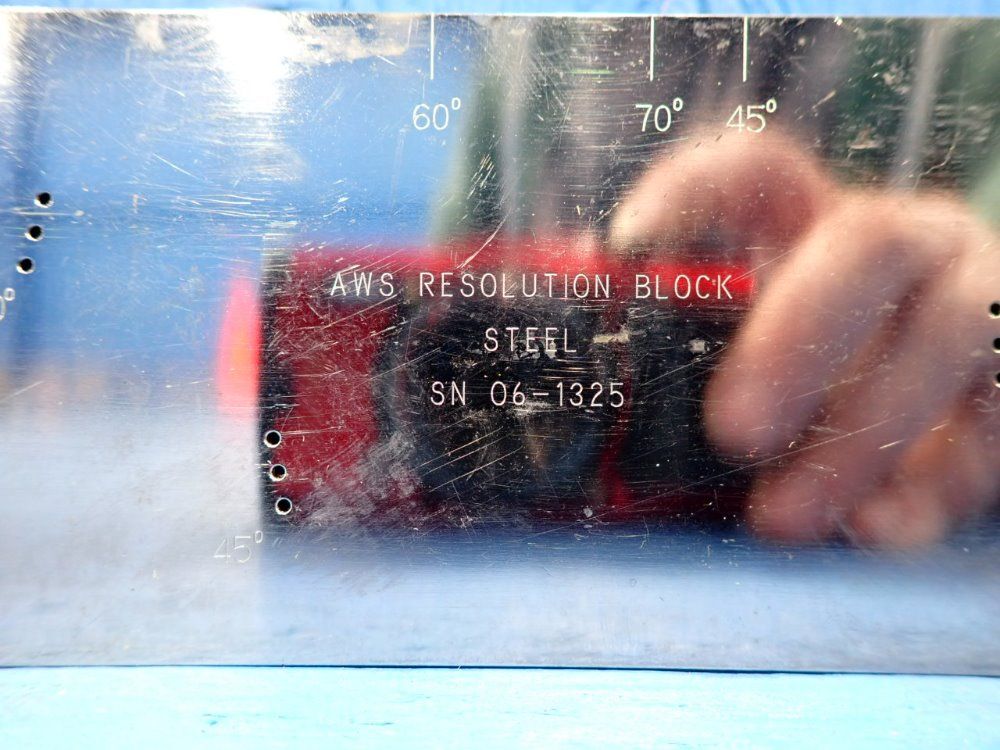 60° 70° 45°
AWS RESOLUTION BLOCK
STEEL
SN 06-1325
45°